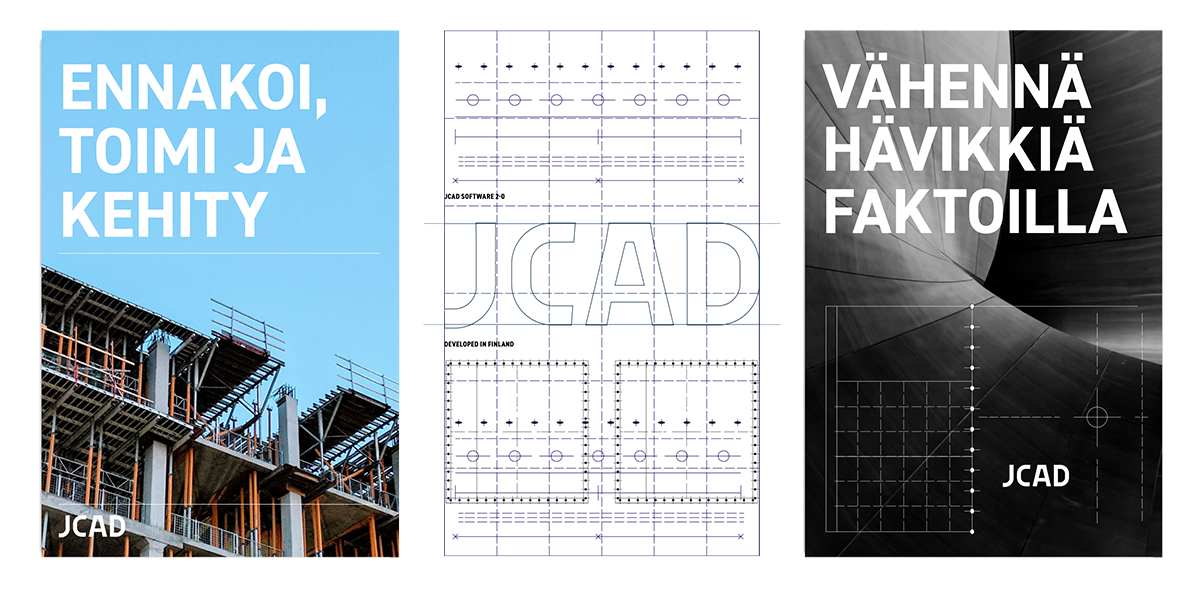 ENNAKOI,
TOIMI JA
KEHITY
JCAD
JCAD SOFTWARE 2·0
JCAD
DEVELOPED IN FINLAND
VÄHENNÄ
HÄVIKKIÄ
FAKTOILLA
JCAD